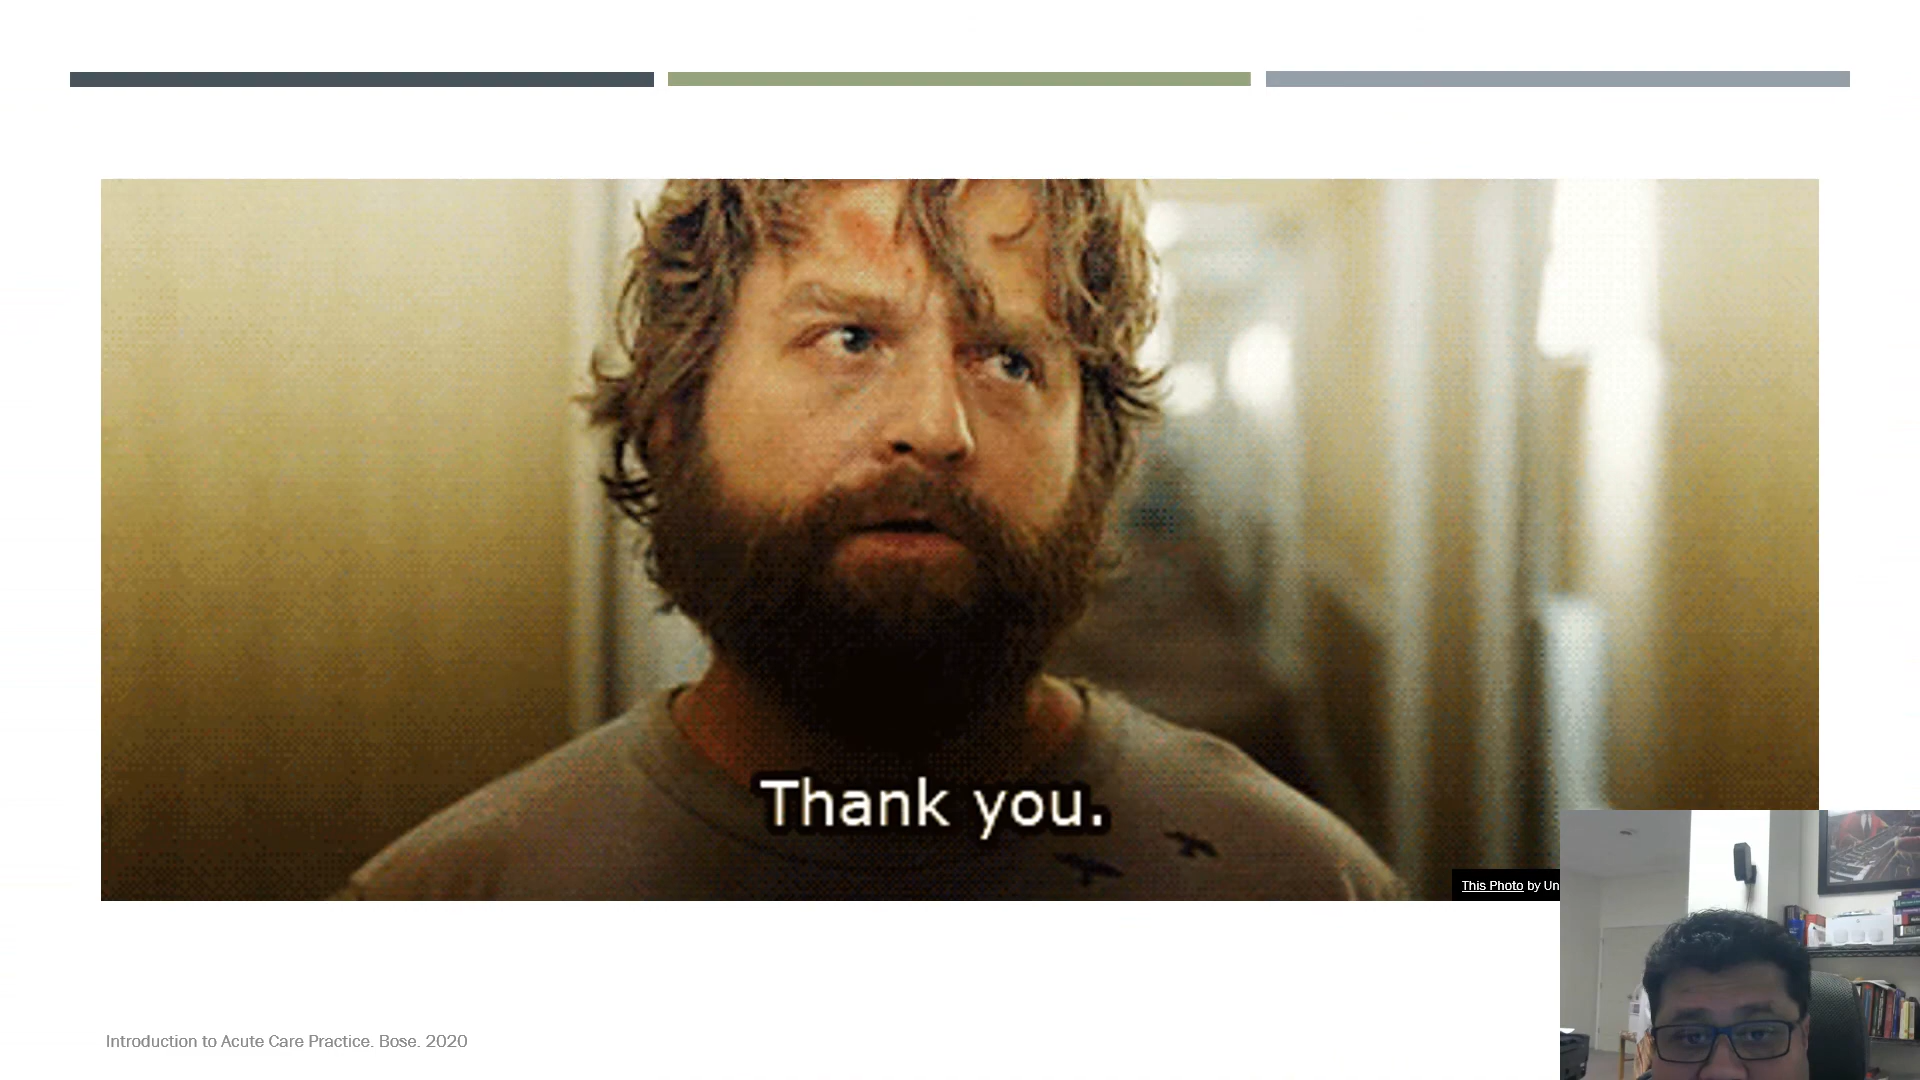 Thank you.
This Photo by Un
Introduction to Acute Care Practice. Bose. 2020